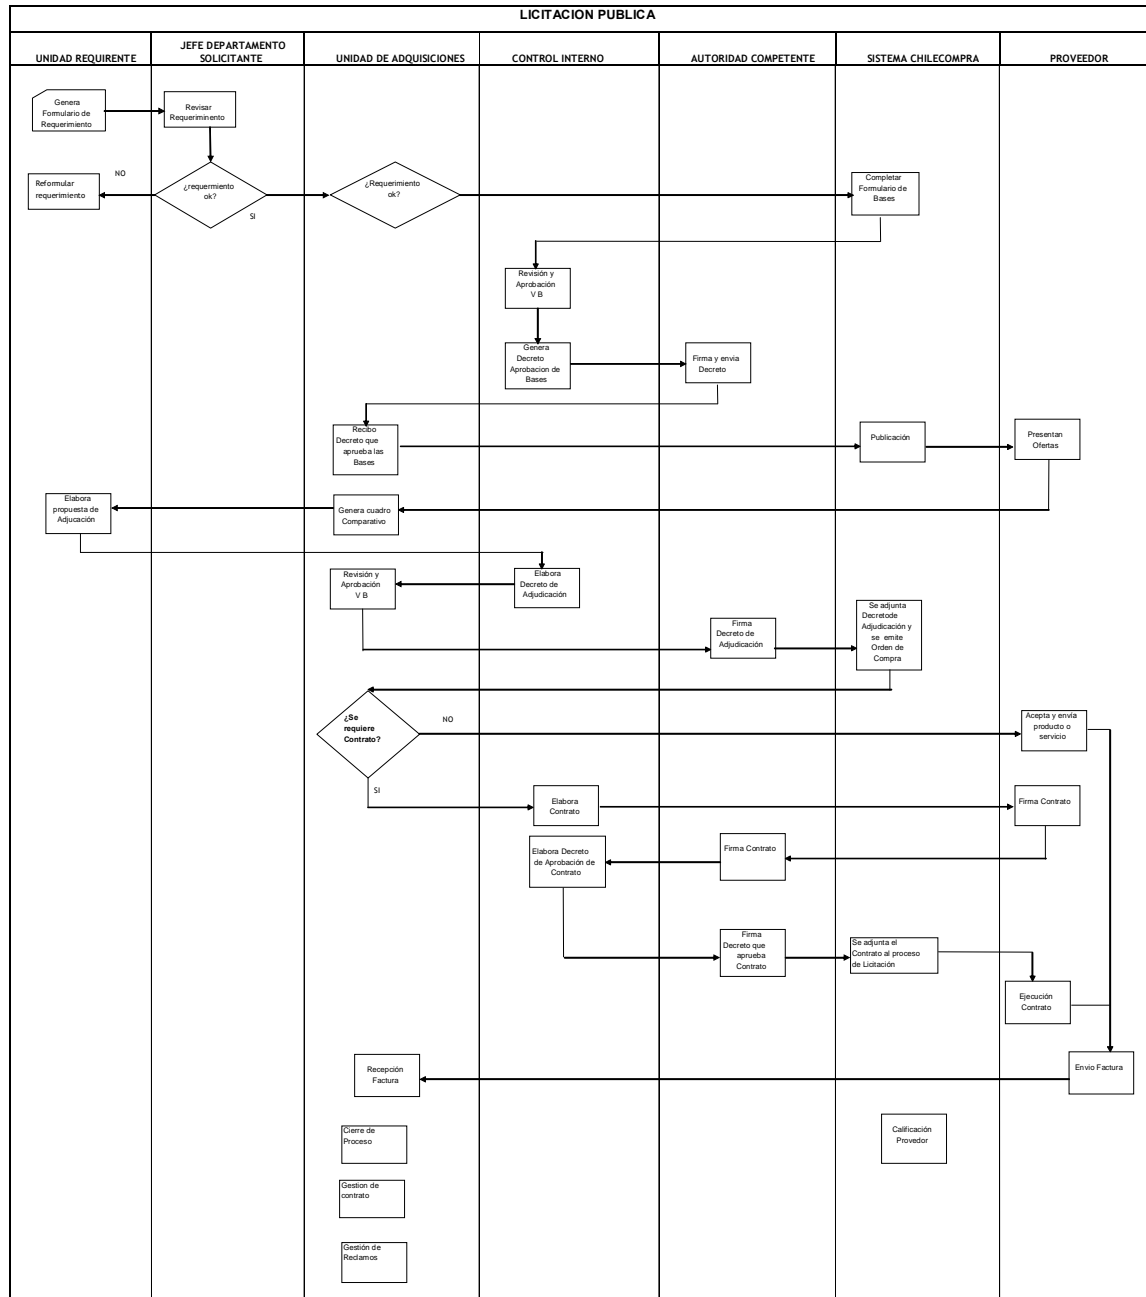 LICITACION PUBLICA
UNIDAD REQUIRENTE
JEFE DEPARTAMENTO
SOLICITANTE
UNIDAD DE ADQUISICIONES
CONTROL INTERNO
AUTORIDAD COMPETENTE
SISTEMA CHILECOMPRA
PROVEEDOR
Genera
Formulario de
Requerimiento
Revisar
Requeriminento
NO
Reformular
requerimiento
¿requermiento
ok?
SI
¿Requerimiento
ok?
Completar
Formulario de
Bases
Revisión y
Aprobación
V B
Genera
Decreto
Aprobacion de
Bases
Firma y envia
Decreto
Recibo
Decreto que
aprueba las
Bases
Publicación
Presentan
Ofertas
Elabora
propuesta de
Adjucación
Genera cuadro
Comparativo
Revisión y
Aprobación
V B
Elabora
Decreto de
Adjudicación
Firma
Decreto de
Adjudicación
Se adjunta
Decretode
Adjudicación y
se emite
Orden de
Compra
¿Se
requiere
Contrato?
NO
Acepta y envía
producto o
servicio
SI
Elabora
Contrato
Firma Contrato
Elabora Decreto
de Aprobación de
Contrato
Firma Contrato
Firma
Decreto que
aprueba
Contrato
Se adjunta el
Contrato al proceso
de Licitación
Ejecución
Contrato
Recepción
Factura
Envio Factura
Cierre de
Proceso
Calificación
Provedor
Gestion de
contrato
Gestión de
Reclamos